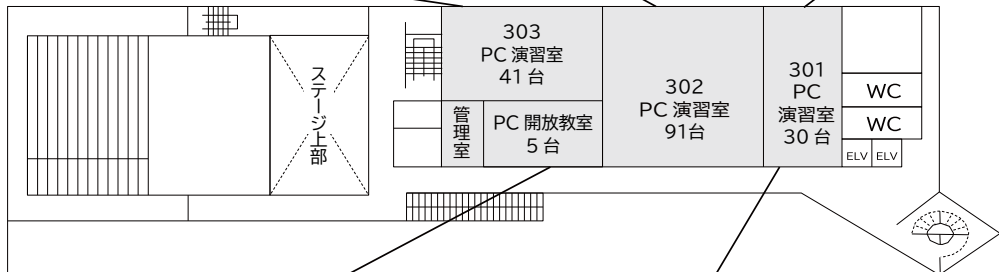 ステージ上部
303
PC 演習室
41 台
管理室
PC 開放教室
5 台
302
PC 演習室
91台
301
PC
演習室
30 台
WC
WC
ELV
ELV